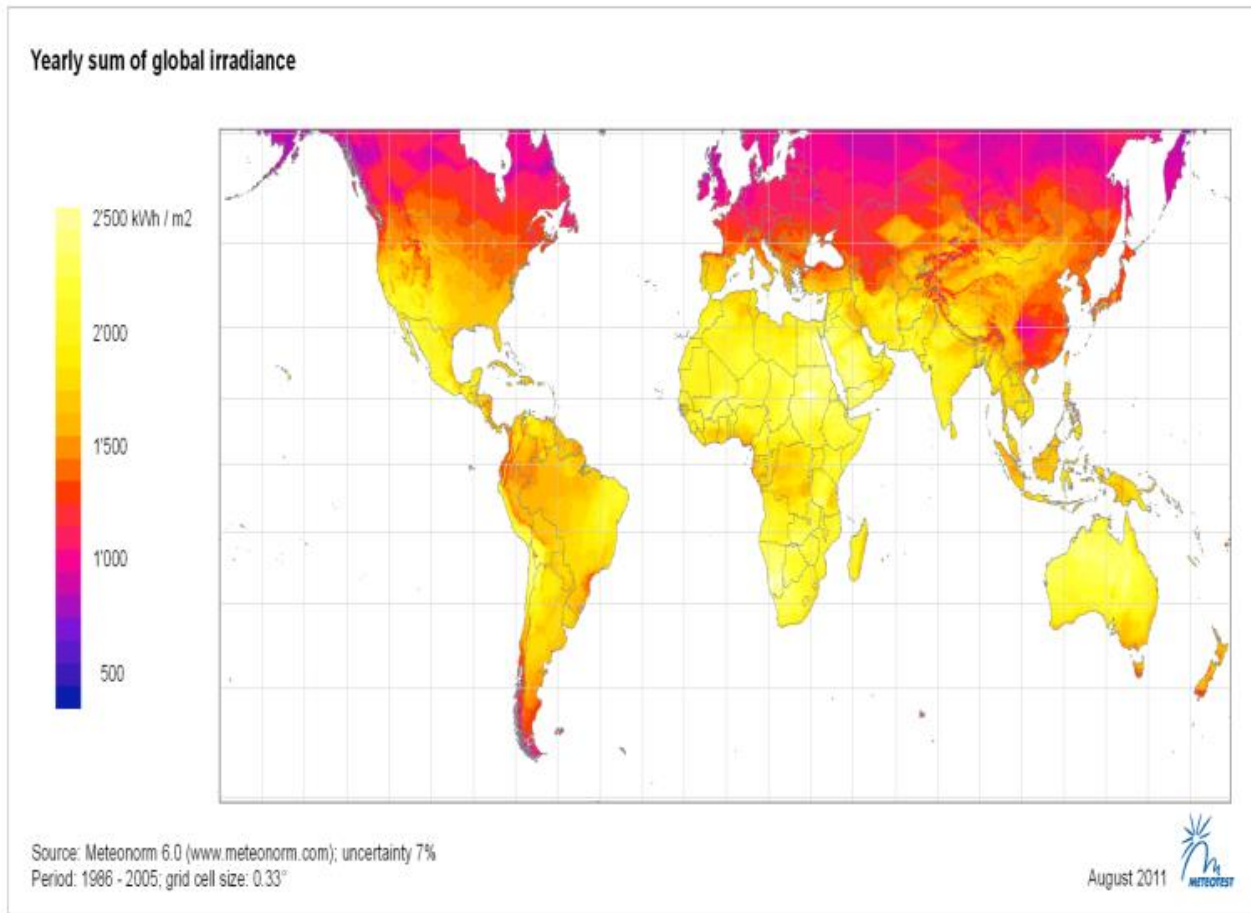 Yearly sum of global irradiance
2'500 kWh / m2
2'000
1'500
1'000
500
Source: Meteonorm 6.0 (www.meteonorm.com); uncertainty 7%
Period: 1986 - 2005; grid cell size: 0.33°
August 2011
METEOTEST